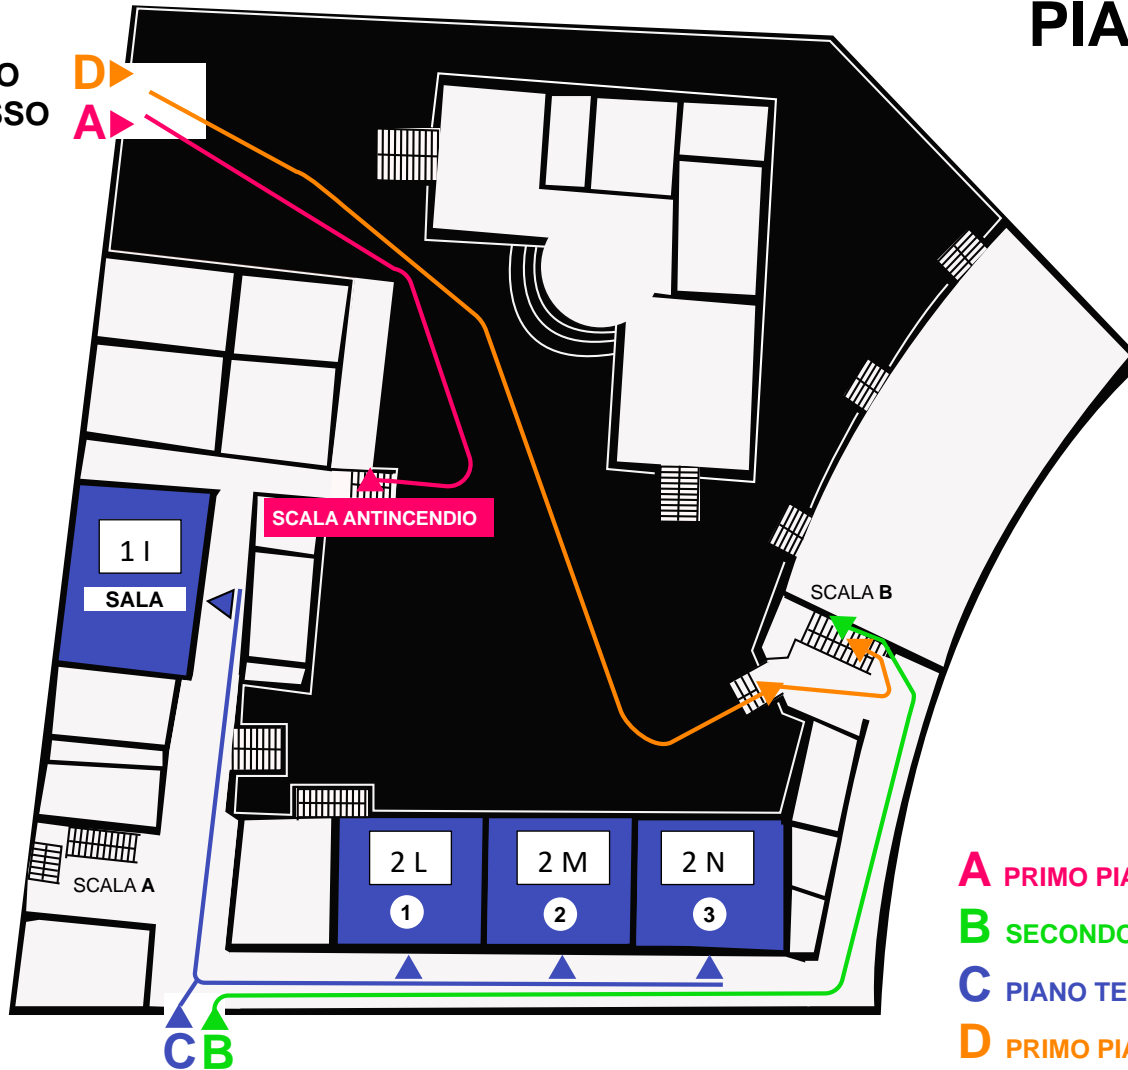 PIA
O
D
SSO
A
SCALA ANTINCENDIO
1 I
SALA
SCALA B
2 L
2 M
2 N
1
2
3
SCALA A
A PRIMO PIA
B SECONDO
C PIANO TE
D PRIMO PIA
C B